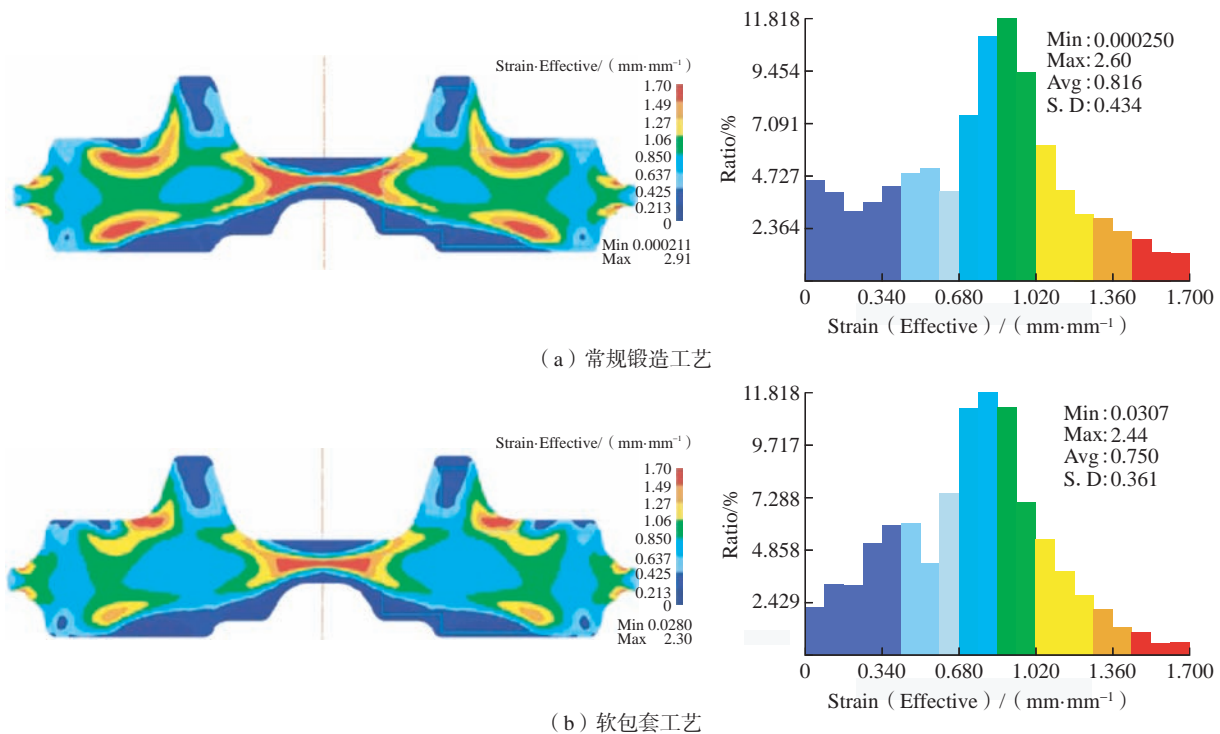 Strain·Effective/（mm·mm⁻¹）
1.70
1.49
1.27
1.06
0.850
0.637
0.425
0.213
0
Min 0.000211
Max 2.91
11.818
9.454
7.091
4.727
2.364
Ratio/%
Min:0.000250
Max:2.60
Avg:0.816
S. D:0.434
0 0.340 0.680 1.020 1.360 1.700
Strain（Effective）/（mm·mm⁻¹）
（a）常规锻造工艺
Strain·Effective/（mm·mm⁻¹）
1.70
1.49
1.27
1.06
0.850
0.637
0.425
0.213
0
Min 0.0280
Max 2.30
11.818
9.717
7.288
4.858
2.429
Ratio/%
Min:0.0307
Max:2.44
Avg:0.750
S. D:0.361
0 0.340 0.680 1.020 1.360 1.700
Strain（Effective）/（mm·mm⁻¹）
（b）软包套工艺